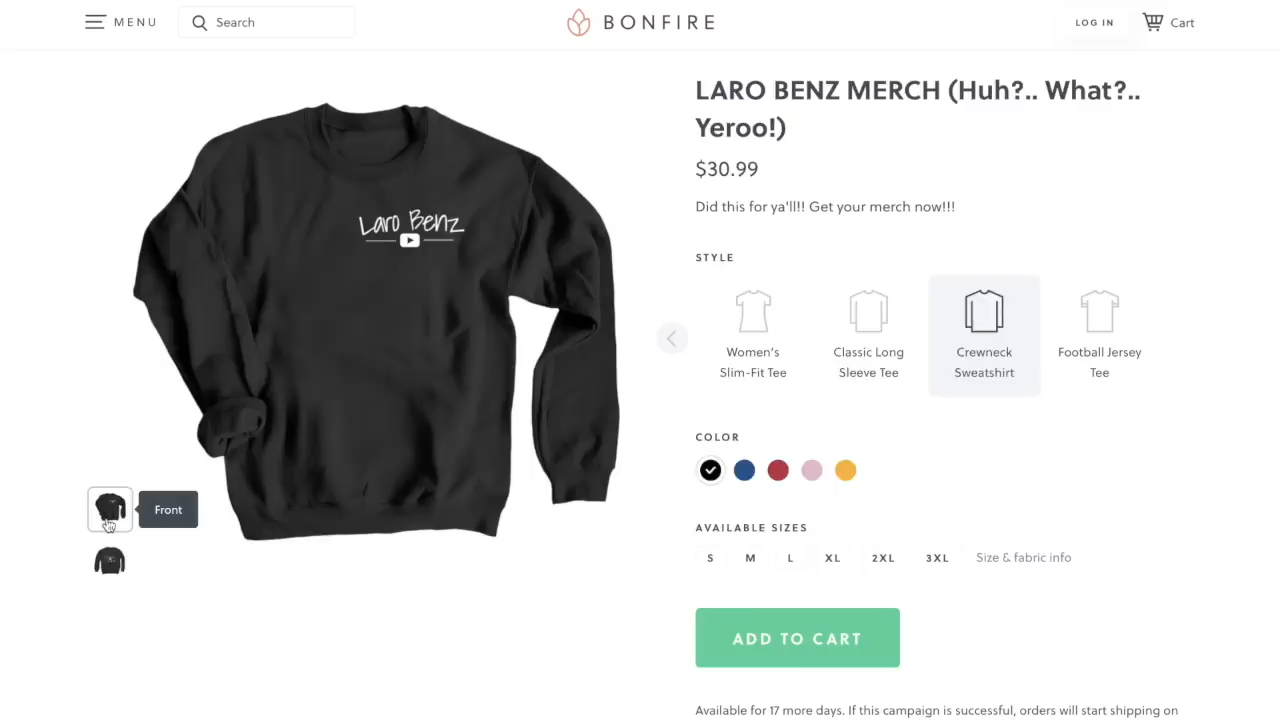 MENU
Search
BONFIRE
LOG IN
Cart
LARO BENZ MERCH (Huh?.. What?..
Yeroo!)
$30.99
Did this for ya'll!! Get your merch now!!!
Laro Benz
STYLE
Women's
Slim-Fit Tee
Classic Long
Sleeve Tee
Crewneck
Sweatshirt
Football Jersey
Tee
COLOR
Front
AVAILABLE SIZES
S M L XL 2XL 3XL Size & fabric info
ADD TO CART
Available for 17 more days. If this campaign is successful, orders will start shipping on